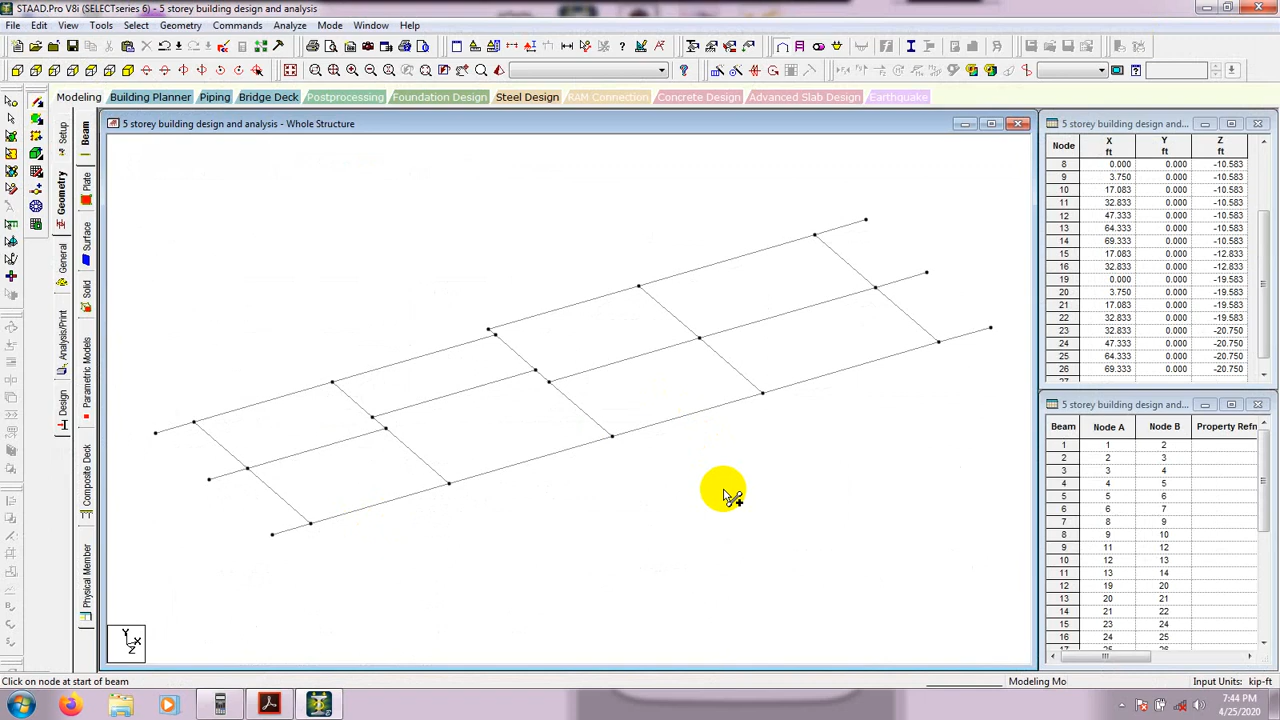 STAAD.Pro V8i (SELECTseries 6) - 5 storey building design and analysis
File Edit View Tools Select Geometry Commands Analyze Mode Window Help
Modeling Building Planner Piping Bridge Deck Postprocessing Foundation Design Steel Design RAM Connection Concrete Design Advanced Slab Design Earthquake
Setup
Geometry
General
Analysis/Print
Design
Beam
Plate
Surface
Solid
Parametric Models
Composite Deck
Physical Member
5 storey building design and analysis - Whole Structure
Y
X
Z
5 storey building design and...
Node X ft Y ft Z ft
8 0.000 0.000 -10.583
9 3.750 0.000 -10.583
10 17.083 0.000 -10.583
11 32.833 0.000 -10.583
12 47.333 0.000 -10.583
13 64.333 0.000 -10.583
14 69.333 0.000 -10.583
15 17.083 0.000 -12.833
16 32.833 0.000 -12.833
19 0.000 0.000 -19.583
20 3.750 0.000 -19.583
21 17.083 0.000 -19.583
22 32.833 0.000 -19.583
23 32.833 0.000 -20.750
24 47.333 0.000 -20.750
25 64.333 0.000 -20.750
26 69.333 0.000 -20.750
5 storey building design and...
Beam Node A Node B Property Refn
1 1 2
2 2 3
3 3 4
4 4 5
5 5 6
6 6 7
7 8 9
8 9 10
9 11 12
10 12 13
11 13 14
12 19 20
13 20 21
14 21 22
15 23 24
16 24 25
Click on node at start of beam
Modeling Mo
Input Units: kip-ft
7:44 PM
4/25/2020